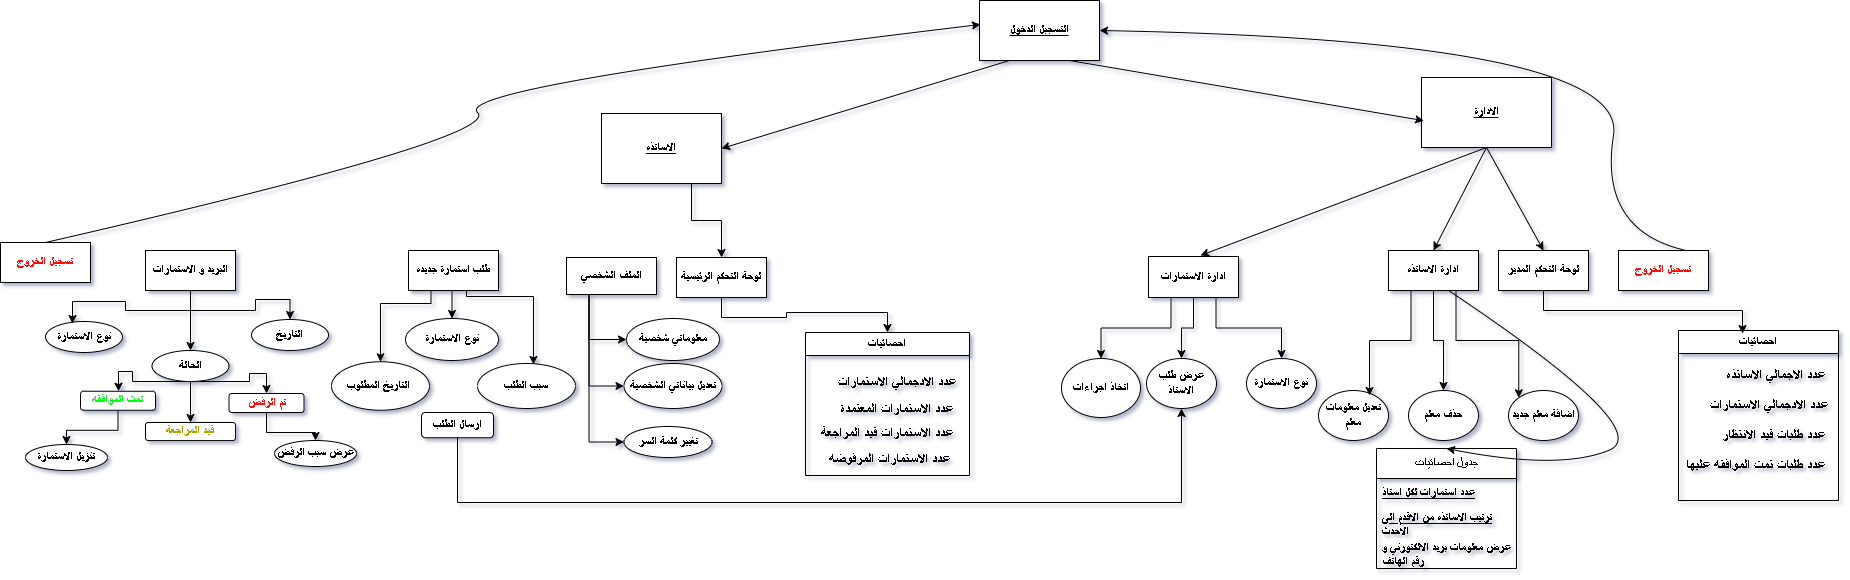 التسجيل الدخول
الادارة
الاساتذه
تسجيل الخروج
لوحة التحكم المدير
ادارة الاساتذه
ادارة الاستمارات
لوحة التحكم الرئيسية
الملف الشخصي
طلب استمارة جديده
البريد و الاستمارات
تسجيل الخروج
احصائيات
عدد الاجمالي الاساتذه
عدد الادجمالي الاستمارات
عدد طلبات قيد الانتظار
عدد طلبات تمت الموافقه عليها
اضافة معلم جديد
حذف معلم
تعديل معلومات
معلم
جدول احصائيات
عدد استمارات لكل استاذ
ترتيب الاساتذه من الاقدم الى
الاحدث
عرض معلومات بريد الالكتورني و
رقم الهاتف
نوع الاستمارة
عرض طلب
الاستاذ
اتخاذ اجراءات
احصائيات
عدد الادجمالي الاستمارات
عدد الاستمارات المعتمدة
عدد الاستمارات قيد المراجعة
عدد الاستمارات المرفوضه
معلوماتي شخصية
تعديل بياناتي الشخصية
تغيير كلمة السر
سبب الطلب
نوع الاستمارة
التاريخ المطلوب
ارسال الطلب
التاريخ
الحالة
نوع الاستمارة
تم الرفض
قيد المراجعة
تمت الموافقه
عرض سبب الرفض
تنزيل الاستمارة